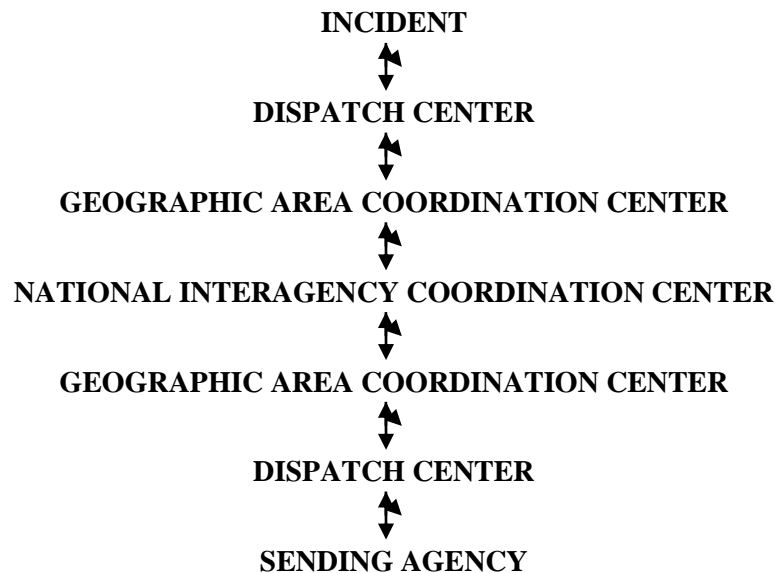 INCIDENT
DISPATCH CENTER
GEOGRAPHIC AREA COORDINATION CENTER
NATIONAL INTERAGENCY COORDINATION CENTER
GEOGRAPHIC AREA COORDINATION CENTER
DISPATCH CENTER
SENDING AGENCY